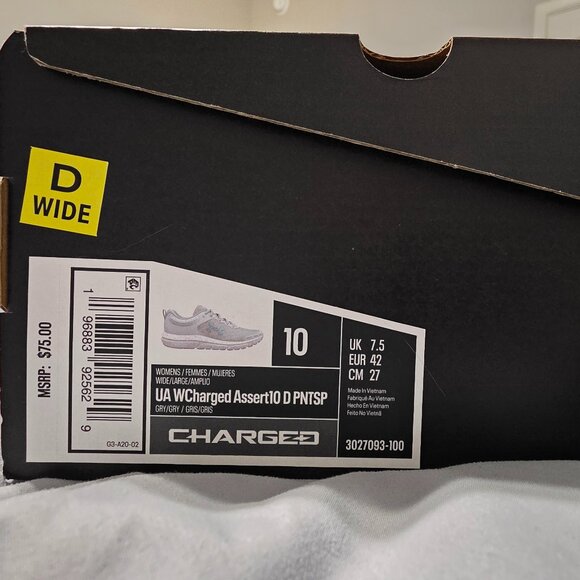 D
WIDE
MSRP: $75.00
1 96883 92562 9
G3-A20-02
10
UK 7.5
EUR 42
CM 27
WOMENS / FEMMES / MUJERES
WIDE/LARGE/AMPLIO
UA WCharged Assert10 D PNTSP
GRY/GRY / GRIS/GRIS
CHARGED
Made In Vietnam
Fabriqué Au Vietnam
Hecho En Vietnam
Feito No Vietnã
3027093-100